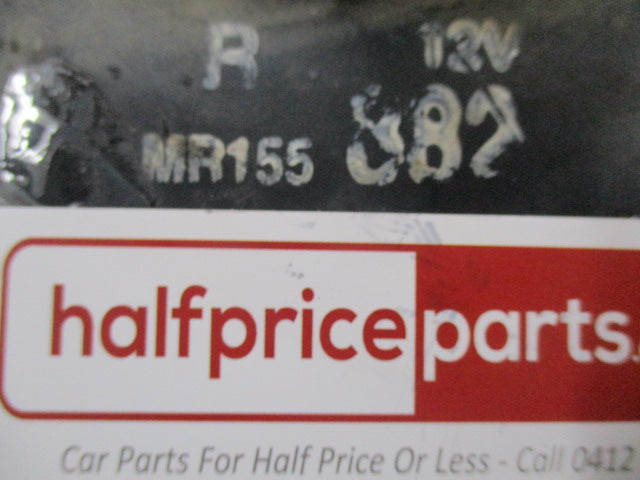 R 12V
MR155 882
halfpriceparts.
Car Parts For Half Price Or Less - Call 0412